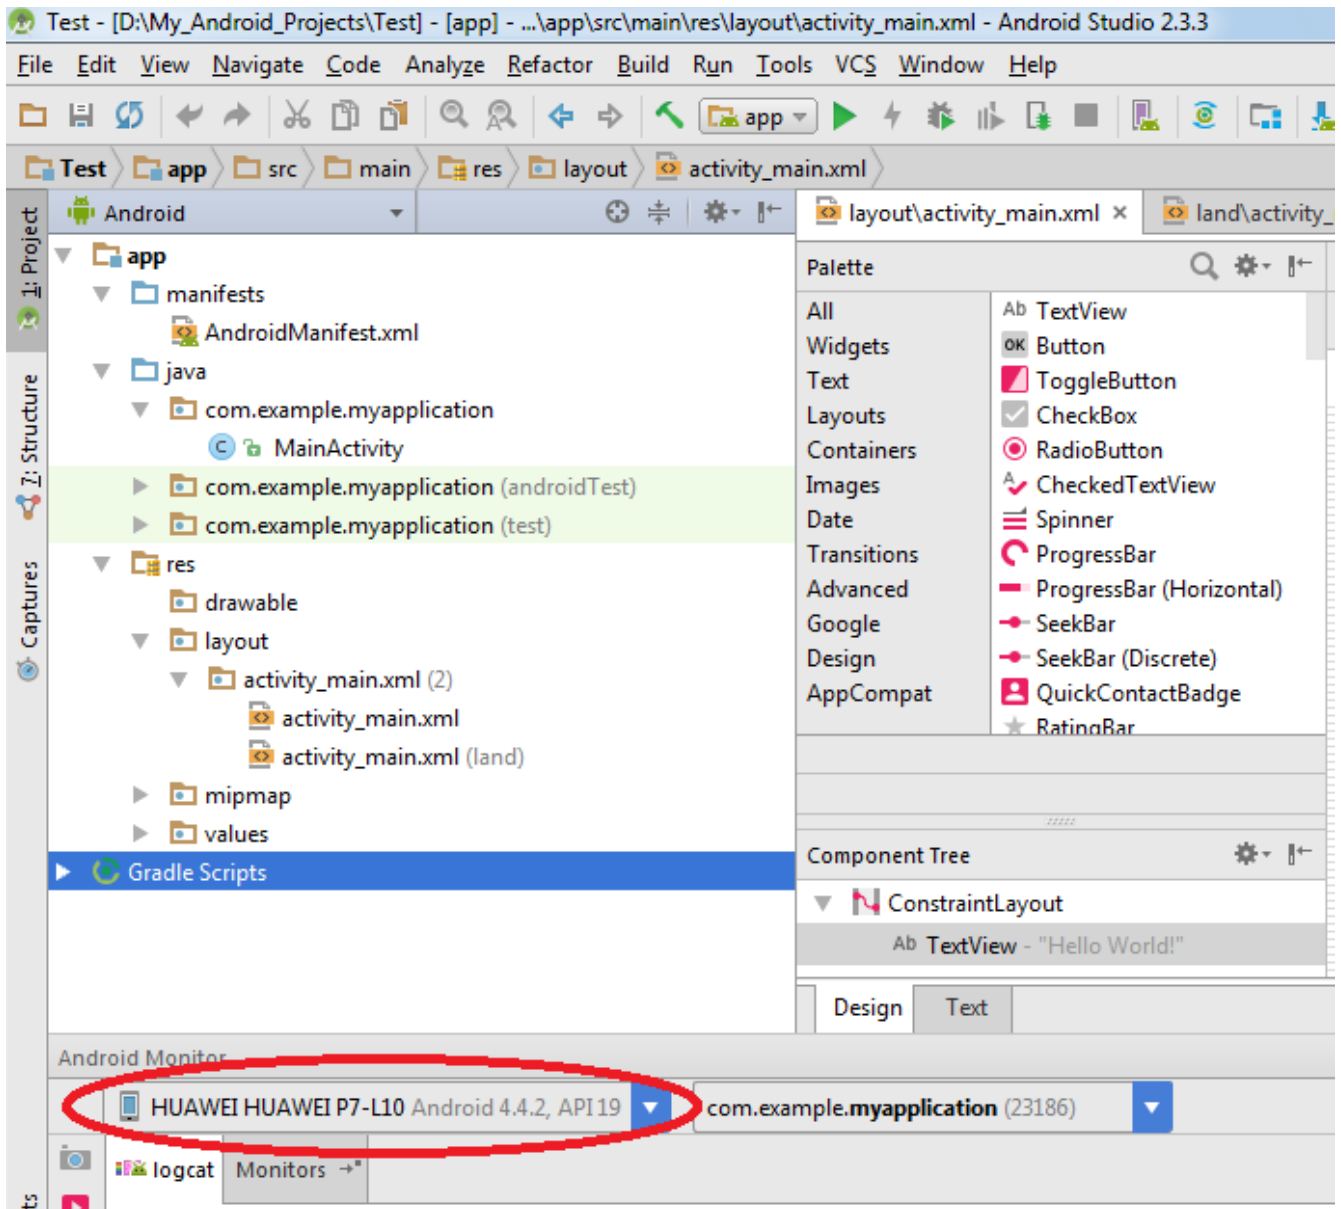 Test - [D:\My_Android_Projects\Test] - [app] - ...\app\src\main\res\layout\activity_main.xml - Android Studio 2.3.3
File Edit View Navigate Code Analyze Refactor Build Run Tools VCS Window Help
app
Test app src main res layout activity_main.xml
1: Project
7: Structure
Captures
Android
app
manifests
AndroidManifest.xml
java
com.example.myapplication
C MainActivity
com.example.myapplication (androidTest)
com.example.myapplication (test)
res
drawable
layout
activity_main.xml (2)
activity_main.xml
activity_main.xml (land)
mipmap
values
Gradle Scripts
layout\activity_main.xml × land\activity_
Palette
All
Widgets
Text
Layouts
Containers
Images
Date
Transitions
Advanced
Google
Design
AppCompat
Ab TextView
OK Button
ToggleButton
CheckBox
RadioButton
CheckedTextView
Spinner
ProgressBar
ProgressBar (Horizontal)
SeekBar
SeekBar (Discrete)
QuickContactBadge
RatingBar
Component Tree
ConstraintLayout
Ab TextView - "Hello World!"
Design Text
Android Monitor
HUAWEI HUAWEI P7-L10 Android 4.4.2, API 19
com.example.myapplication (23186)
logcat Monitors